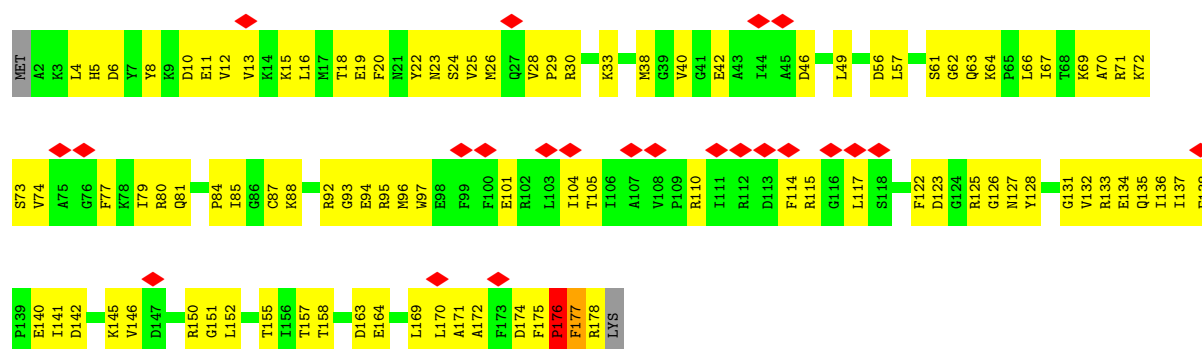 MET A2 K3 L4 H5 D6 Y7 Y8 K9 D10 E11 V12 V13 K14 K15 L16 M17 T18 E19 F20 N21 Y22 N23 S24 V25 M26 Q27 V28 P29 R30 K33 M38 G39 V40 G41 E42 A43 I44 A45 D46 L49 D56 L57 S61 G62 Q63 K64 P65 L66 I67 T68 K69 A70 R71 K72
S73 V74 A75 G76 F77 K78 I79 R80 Q81 P84 I85 G86 C87 K88 R92 G93 E94 R95 M96 W97 E98 F99 F100 E101 R102 L103 I104 T105 I106 A107 V108 P109 R110 I111 R112 D113 F114 R115 G116 L117 S118 F122 D123 G124 R125 G126 N127 Y128 G131 V132 R133 E134 Q135 I136 I137
P139 E140 I141 D142 K145 V146 D147 R150 G151 L152 T155 I156 T157 T158 D163 E164 L169 L170 A171 A172 F173 D174 F175 P176 F177 R178 LYS